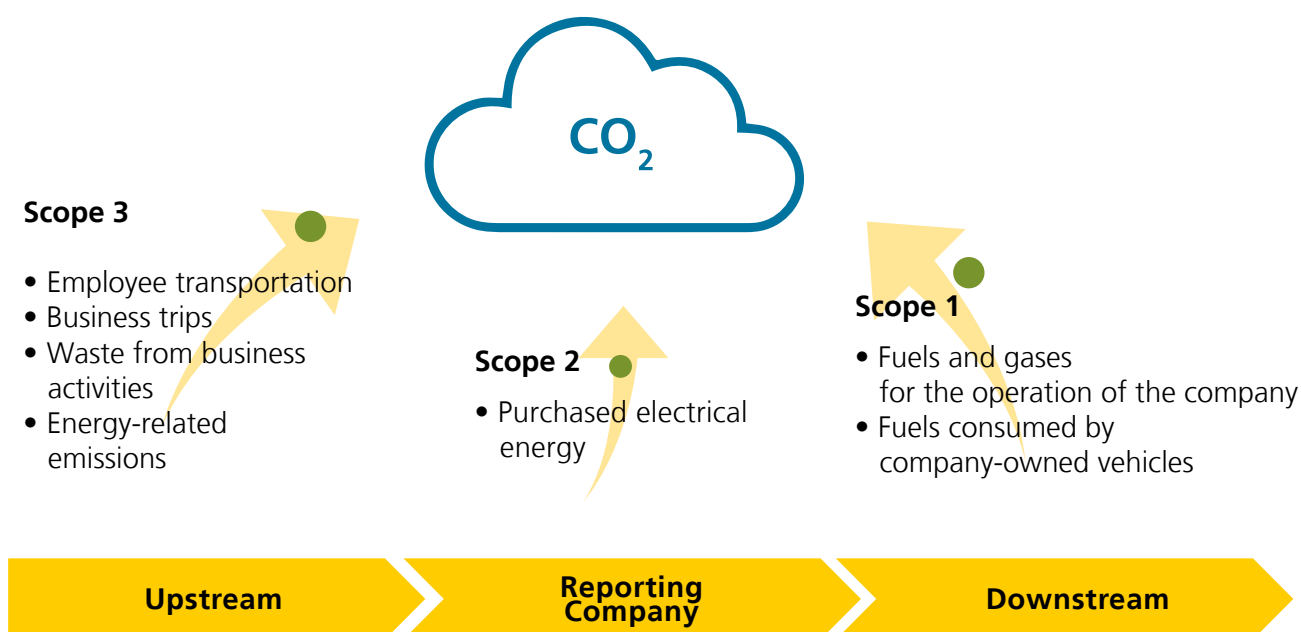 CO₂
Scope 3
• Employee transportation
• Business trips
• Waste from business
activities
• Energy-related
emissions
Scope 2
• Purchased electrical
energy
Scope 1
• Fuels and gases
for the operation of the company
• Fuels consumed by
company-owned vehicles
Upstream
Reporting
Company
Downstream